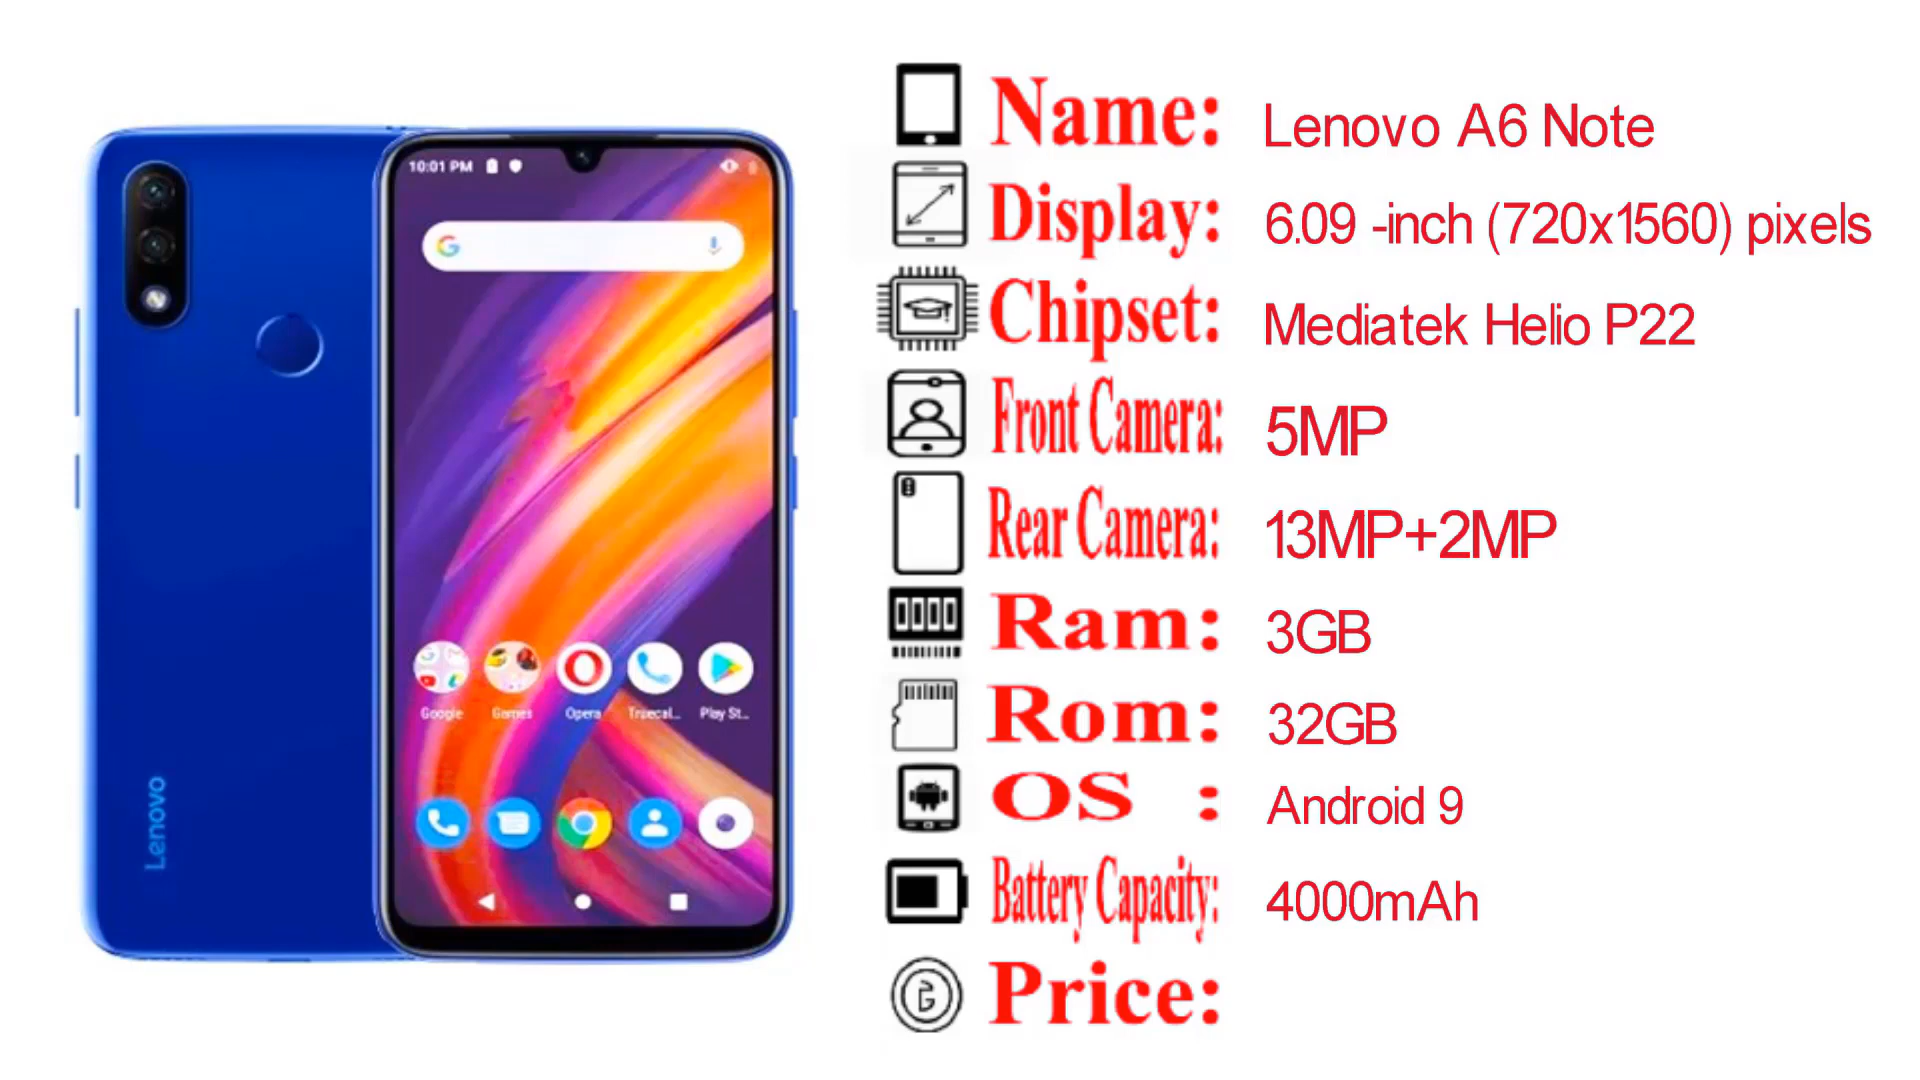 10:01 PM
Google Games Opera Truecal... Play St...
Lenovo
Name: Lenovo A6 Note
Display: 6.09 -inch (720x1560) pixels
Chipset: Mediatek Helio P22
Front Camera: 5MP
Rear Camera: 13MP+2MP
Ram: 3GB
Rom: 32GB
OS : Android 9
Battery Capacity: 4000mAh
Price: